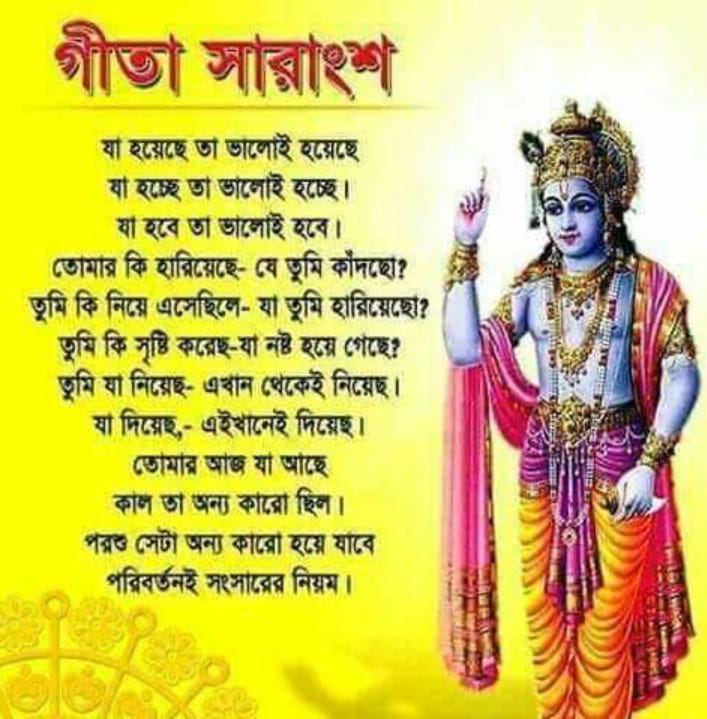 গীতা সারাংশ
যা হয়েছে তা ভালোই হয়েছে
যা হচ্ছে তা ভালোই হচ্ছে।
যা হবে তা ভালোই হবে।
তোমার কি হারিয়েছে- যে তুমি কাঁদছো?
তুমি কি নিয়ে এসেছিলে- যা তুমি হারিয়েছো?
তুমি কি সৃষ্টি করেছ-যা নষ্ট হয়ে গেছে?
তুমি যা নিয়েছ- এখান থেকেই নিয়েছ।
যা দিয়েছ,- এইখানেই দিয়েছ।
তোমার আজ যা আছে
কাল তা অন্য কারো ছিল।
পরশু সেটা অন্য কারো হয়ে যাবে
পরিবর্তনই সংসারের নিয়ম।